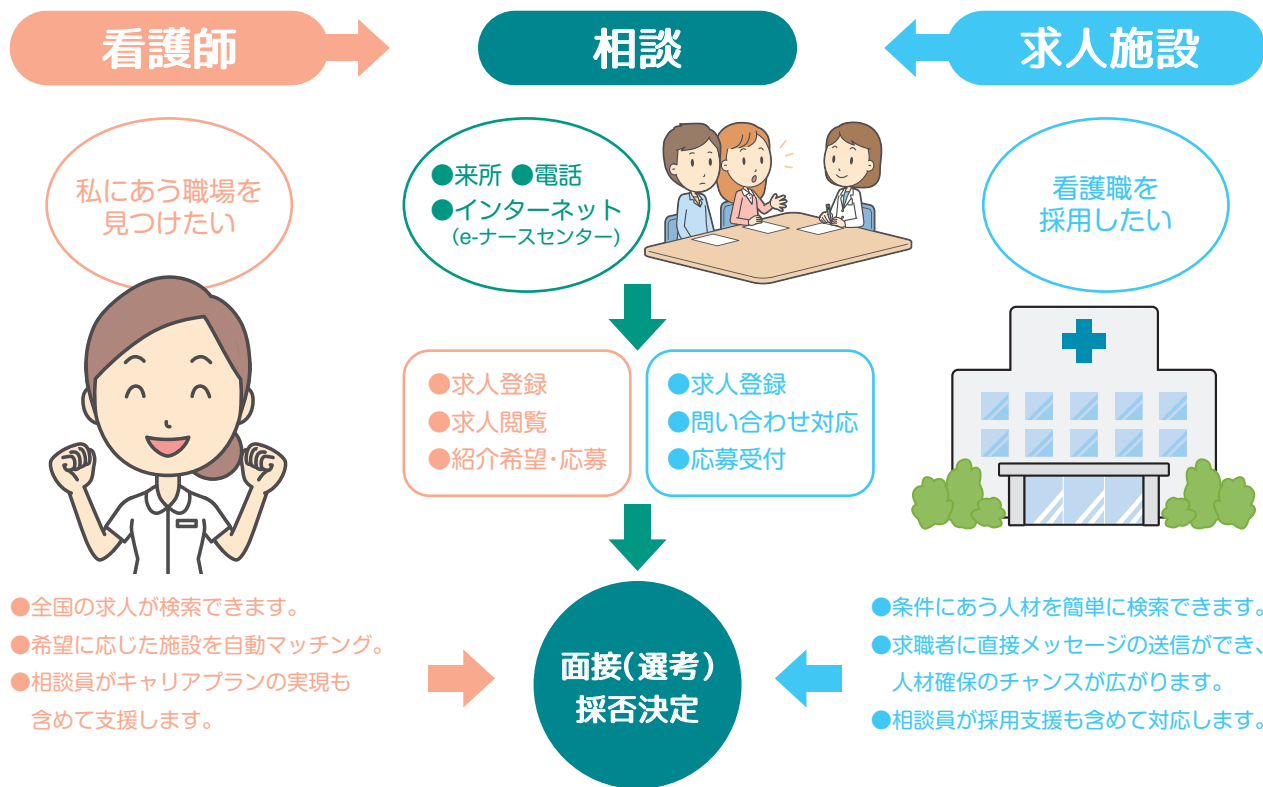 看護師
相談
求人施設
私にあう職場を
見つけたい
●来所 ●電話
●インターネット
(e-ナースセンター)
看護職を
採用したい
●求人登録
●求人閲覧
●紹介希望・応募
●求人登録
●問い合わせ対応
●応募受付
●全国の求人が検索できます。
●希望に応じた施設を自動マッチング。
●相談員がキャリアプランの実現も
含めて支援します。
面接(選考)
採否決定
●条件にあう人材を簡単に検索できます。
●求職者に直接メッセージの送信ができ、
人材確保のチャンスが広がります。
●相談員が採用支援も含めて対応します。